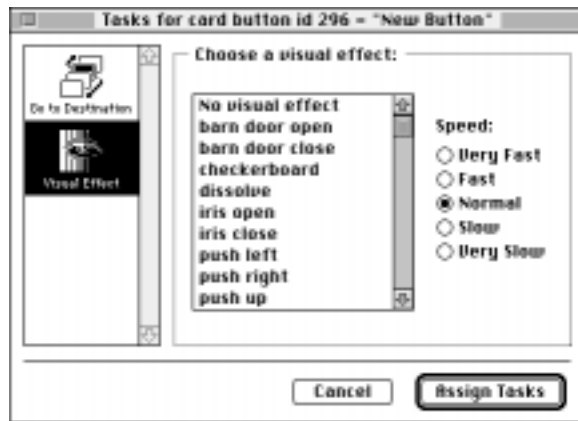 Tasks for card button id 296 = "New Button"
Go to Destination
Visual Effect
Choose a visual effect:
No visual effect
barn door open
barn door close
checkerboard
dissolve
iris open
iris close
push left
push right
push up
Speed:
Very Fast
Fast
Normal
Slow
Very Slow
Cancel
Assign Tasks